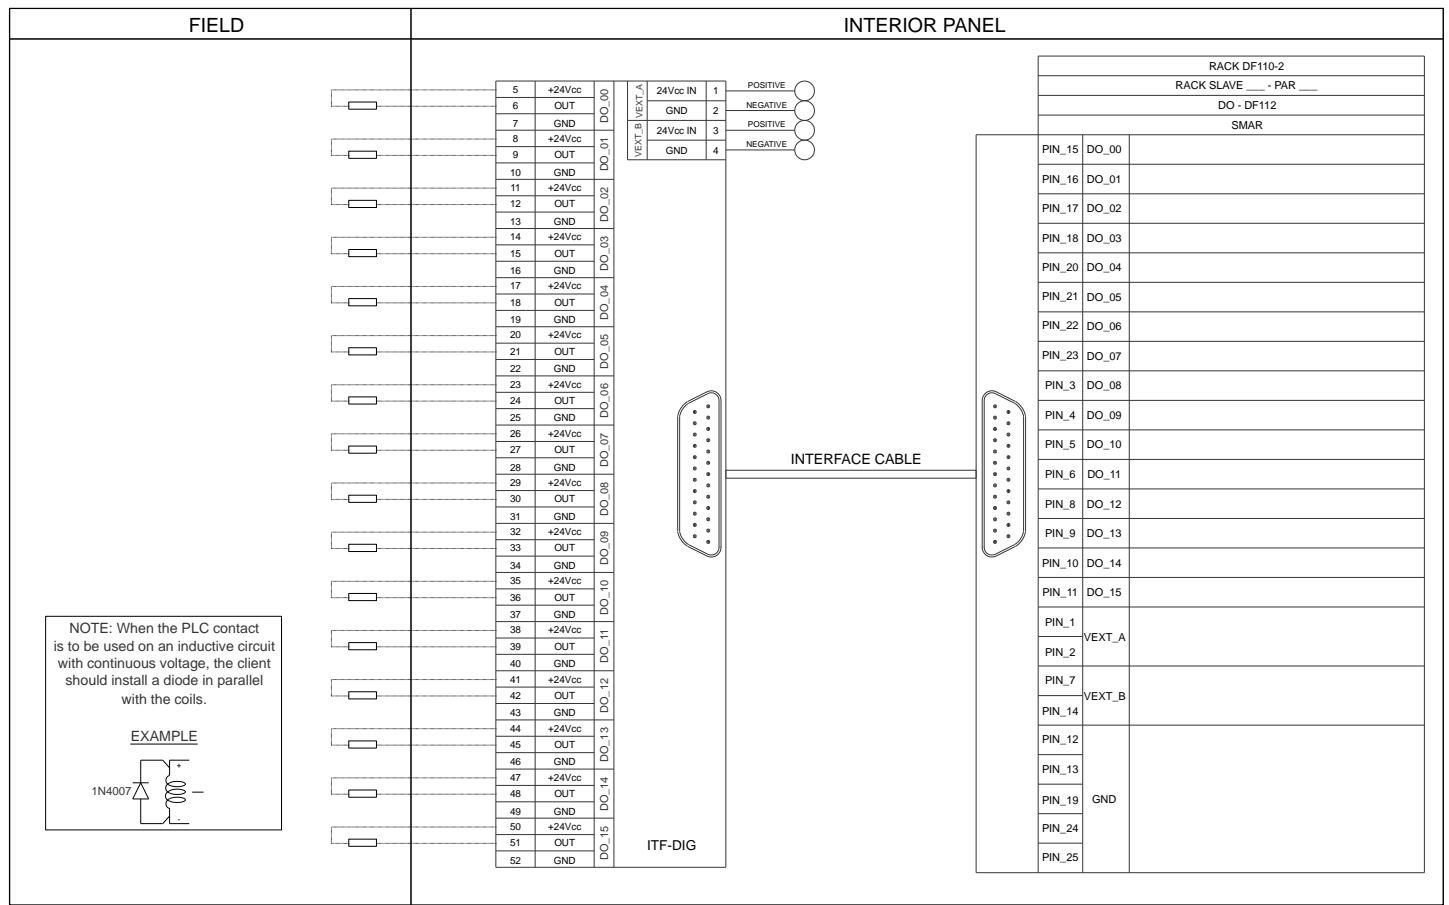 FIELD
INTERIOR PANEL
5 +24Vcc
6 OUT
7 GND
DO_00
8 +24Vcc
9 OUT
10 GND
DO_01
11 +24Vcc
12 OUT
13 GND
DO_02
14 +24Vcc
15 OUT
16 GND
DO_03
17 +24Vcc
18 OUT
19 GND
DO_04
20 +24Vcc
21 OUT
22 GND
DO_05
23 +24Vcc
24 OUT
25 GND
DO_06
26 +24Vcc
27 OUT
28 GND
DO_07
29 +24Vcc
30 OUT
31 GND
DO_08
32 +24Vcc
33 OUT
34 GND
DO_09
35 +24Vcc
36 OUT
37 GND
DO_10
38 +24Vcc
39 OUT
40 GND
DO_11
41 +24Vcc
42 OUT
43 GND
DO_12
44 +24Vcc
45 OUT
46 GND
DO_13
47 +24Vcc
48 OUT
49 GND
DO_14
50 +24Vcc
51 OUT
52 GND
DO_15
VEXT_A
24Vcc IN 1 POSITIVE
GND 2 NEGATIVE
VEXT_B
24Vcc IN 3 POSITIVE
GND 4 NEGATIVE
ITF-DIG
INTERFACE CABLE
RACK DF110-2
RACK SLAVE ___ - PAR ___
DO - DF112
SMAR
PIN_15 DO_00
PIN_16 DO_01
PIN_17 DO_02
PIN_18 DO_03
PIN_20 DO_04
PIN_21 DO_05
PIN_22 DO_06
PIN_23 DO_07
PIN_3 DO_08
PIN_4 DO_09
PIN_5 DO_10
PIN_6 DO_11
PIN_8 DO_12
PIN_9 DO_13
PIN_10 DO_14
PIN_11 DO_15
PIN_1
VEXT_A
PIN_2
PIN_7
VEXT_B
PIN_14
PIN_12
PIN_13
PIN_19 GND
PIN_24
PIN_25
NOTE: When the PLC contact
is to be used on an inductive circuit
with continuous voltage, the client
should install a diode in parallel
with the coils.
EXAMPLE
+
1N4007
-